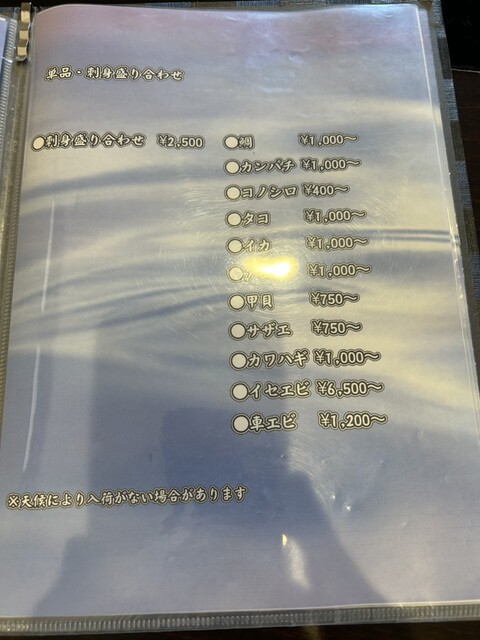 単品・刺身盛り合わせ
●刺身盛り合わせ ¥2,500
●鯛 ¥1,000～
●カンパチ ¥1,000～
●コノシロ ¥400～
●タコ ¥1,000～
●イカ ¥1,000～
● ¥1,000～
●甲貝 ¥750～
●サザエ ¥750～
●カワハギ ¥1,000～
●イセエビ ¥6,500～
●車エビ ¥1,200～
※天候により入荷がない場合があります